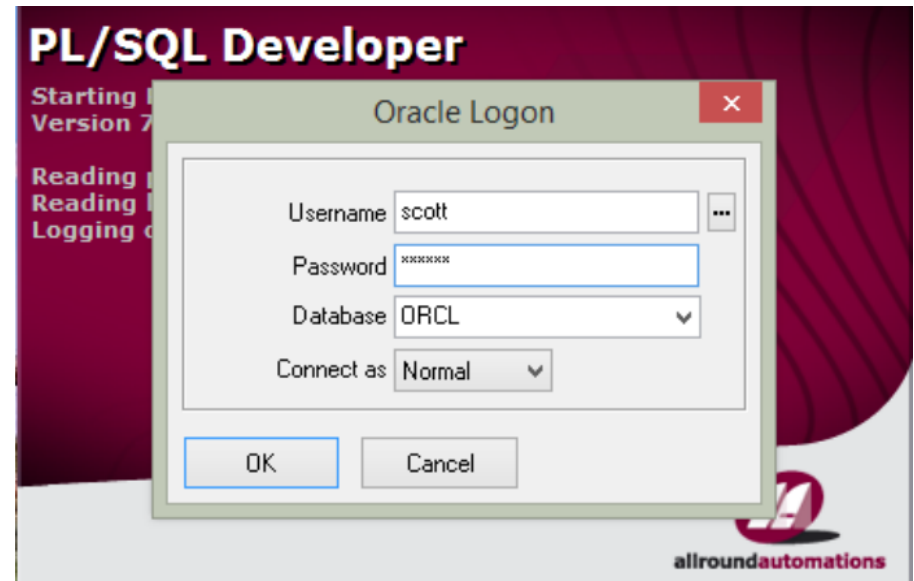 PL/SQL Developer
Starting
Version 7
Reading
Reading
Logging
Oracle Logon
Username scott
Password ******
Database ORCL
Connect as Normal
OK Cancel
allroundautomations